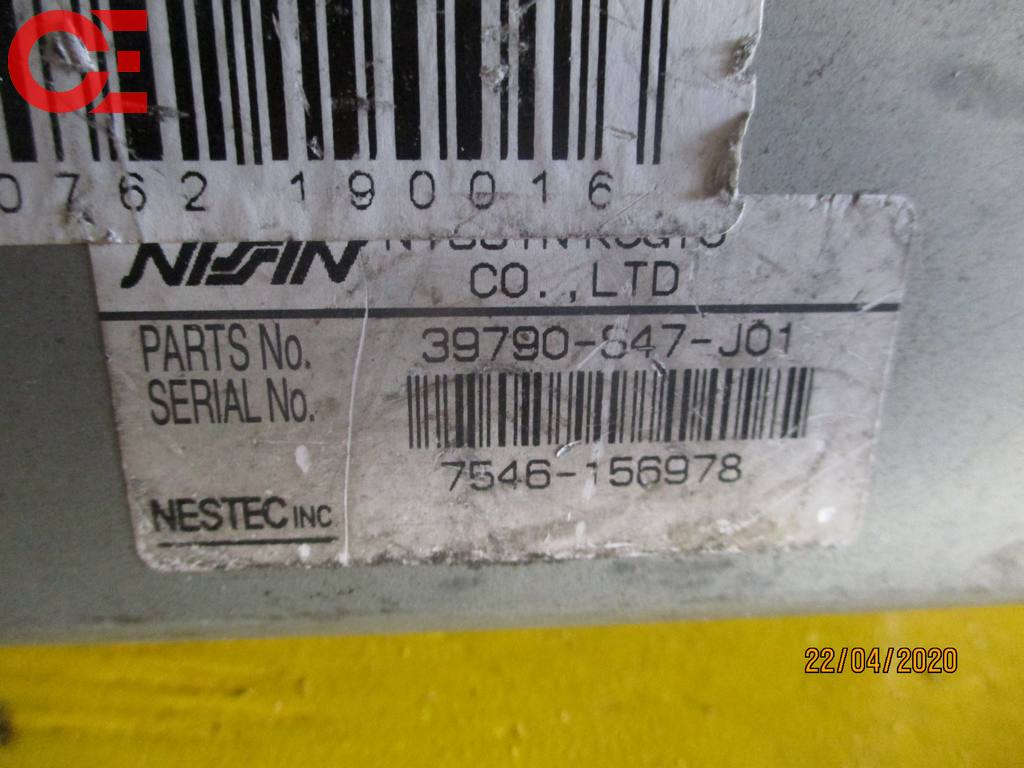 CE
0762 190016
NISSIN
CO.,LTD
PARTS No. 39790-S47-J01
SERIAL No.
7546-156978
NESTEC INC
22/04/2020